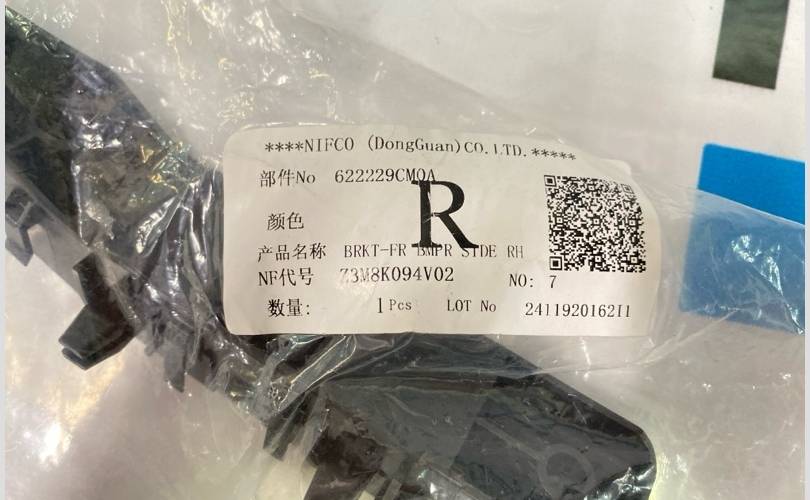 ****NIFCO (DongGuan)CO.LTD.*****
部件No 622229CM0A
R
颜色
产品名称 BRKT-FR BMPR SIDE RH
NF代号 Z3M8K094V02 NO: 7
数量: 1Pcs LOT No 2411920162I1